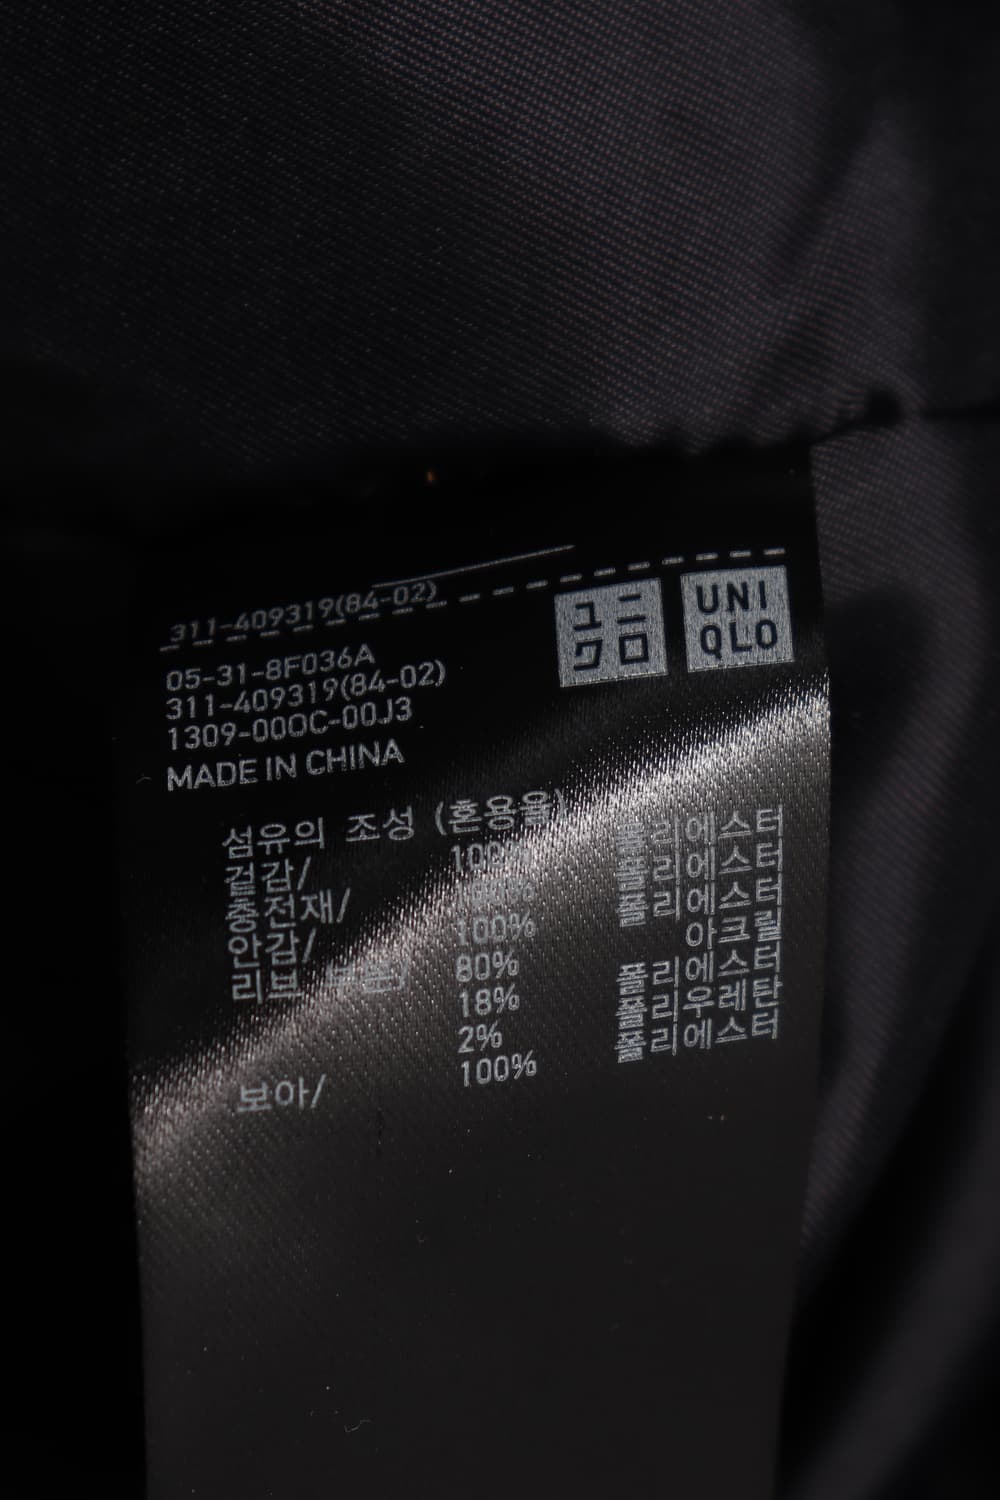 311-409319(84-02)
ユニ
クロ
UNI
QLO
05-31-8F036A
311-409319(84-02)
1309-000C-00J3
MADE IN CHINA
섬유의 조성 (혼용율)
겉감/ 100% 폴리에스터
충전재/ 100% 폴리에스터
안감/ 100% 폴리에스터
리브 80% 아크릴
18% 폴리에스터
2% 폴리우레탄
보아/ 100% 폴리에스터